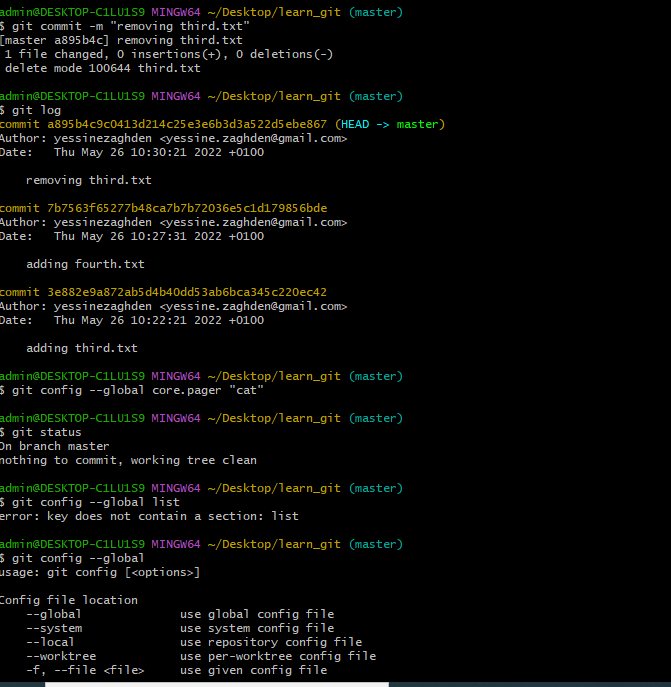 admin@DESKTOP-C1LU1S9 MINGW64 ~/Desktop/learn_git (master)
$ git commit -m "removing third.txt"
[master a895b4c] removing third.txt
 1 file changed, 0 insertions(+), 0 deletions(-)
 delete mode 100644 third.txt

admin@DESKTOP-C1LU1S9 MINGW64 ~/Desktop/learn_git (master)
$ git log
commit a895b4c9c0413d214c25e3e6b3d3a522d5ebe867 (HEAD -> master)
Author: yessinezaghden <yessine.zaghden@gmail.com>
Date:   Thu May 26 10:30:21 2022 +0100

    removing third.txt

commit 7b7563f65277b48ca7b7b72036e5c1d179856bde
Author: yessinezaghden <yessine.zaghden@gmail.com>
Date:   Thu May 26 10:27:31 2022 +0100

    adding fourth.txt

commit 3e882e9a872ab5d4b40dd53ab6bca345c220ec42
Author: yessinezaghden <yessine.zaghden@gmail.com>
Date:   Thu May 26 10:22:21 2022 +0100

    adding third.txt

admin@DESKTOP-C1LU1S9 MINGW64 ~/Desktop/learn_git (master)
$ git config --global core.pager "cat"

admin@DESKTOP-C1LU1S9 MINGW64 ~/Desktop/learn_git (master)
$ git status
On branch master
nothing to commit, working tree clean

admin@DESKTOP-C1LU1S9 MINGW64 ~/Desktop/learn_git (master)
$ git config --global list
error: key does not contain a section: list

admin@DESKTOP-C1LU1S9 MINGW64 ~/Desktop/learn_git (master)
$ git config --global
usage: git config [<options>]

Config file location
    --global              use global config file
    --system              use system config file
    --local               use repository config file
    --worktree            use per-worktree config file
    -f, --file <file>     use given config file